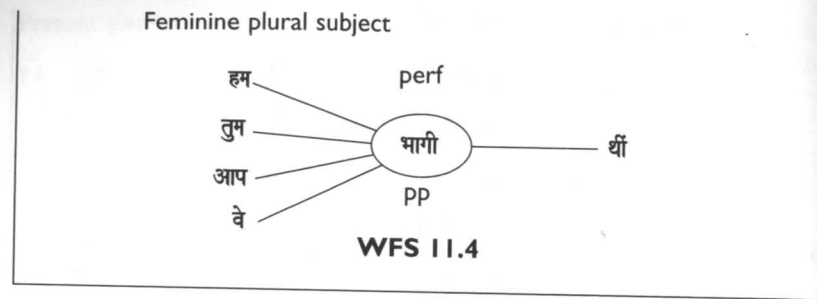 Feminine plural subject
हम perf
तुम भागी थीं
आप
PP
वे
WFS 11.4